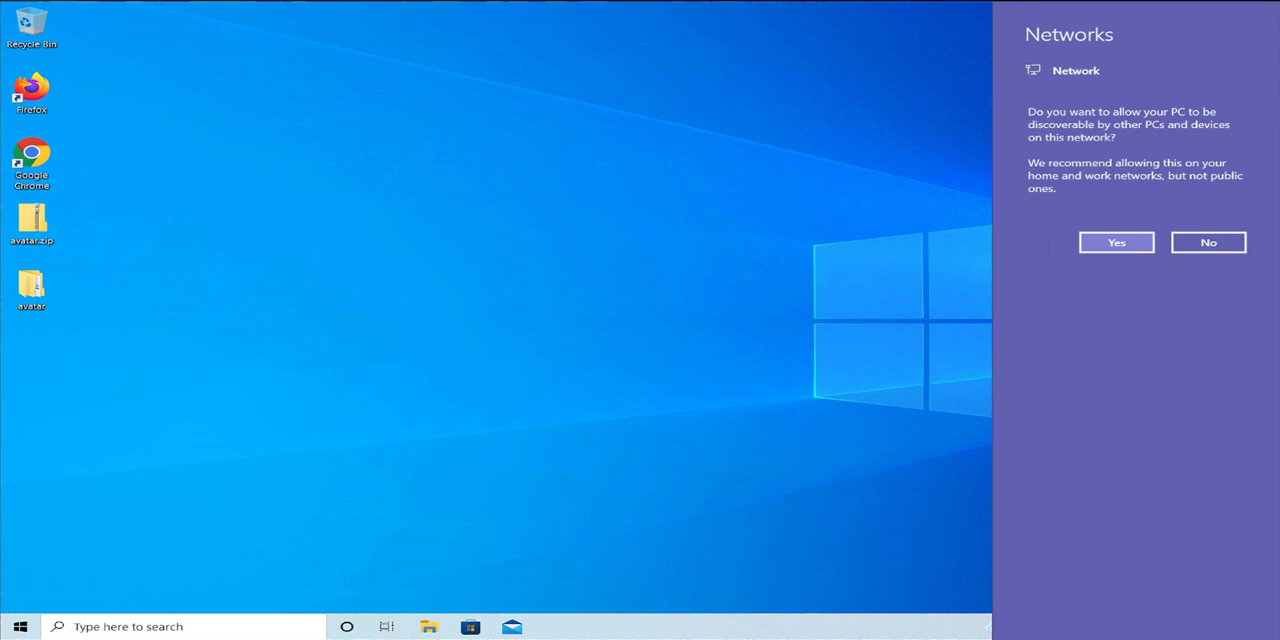 Recycle Bin
Firefox
Google
Chrome
avatar.zip
avatar
Networks
Network
Do you want to allow your PC to be
discoverable by other PCs and devices
on this network?
We recommend allowing this on your
home and work networks, but not public
ones.
Yes
No
Type here to search